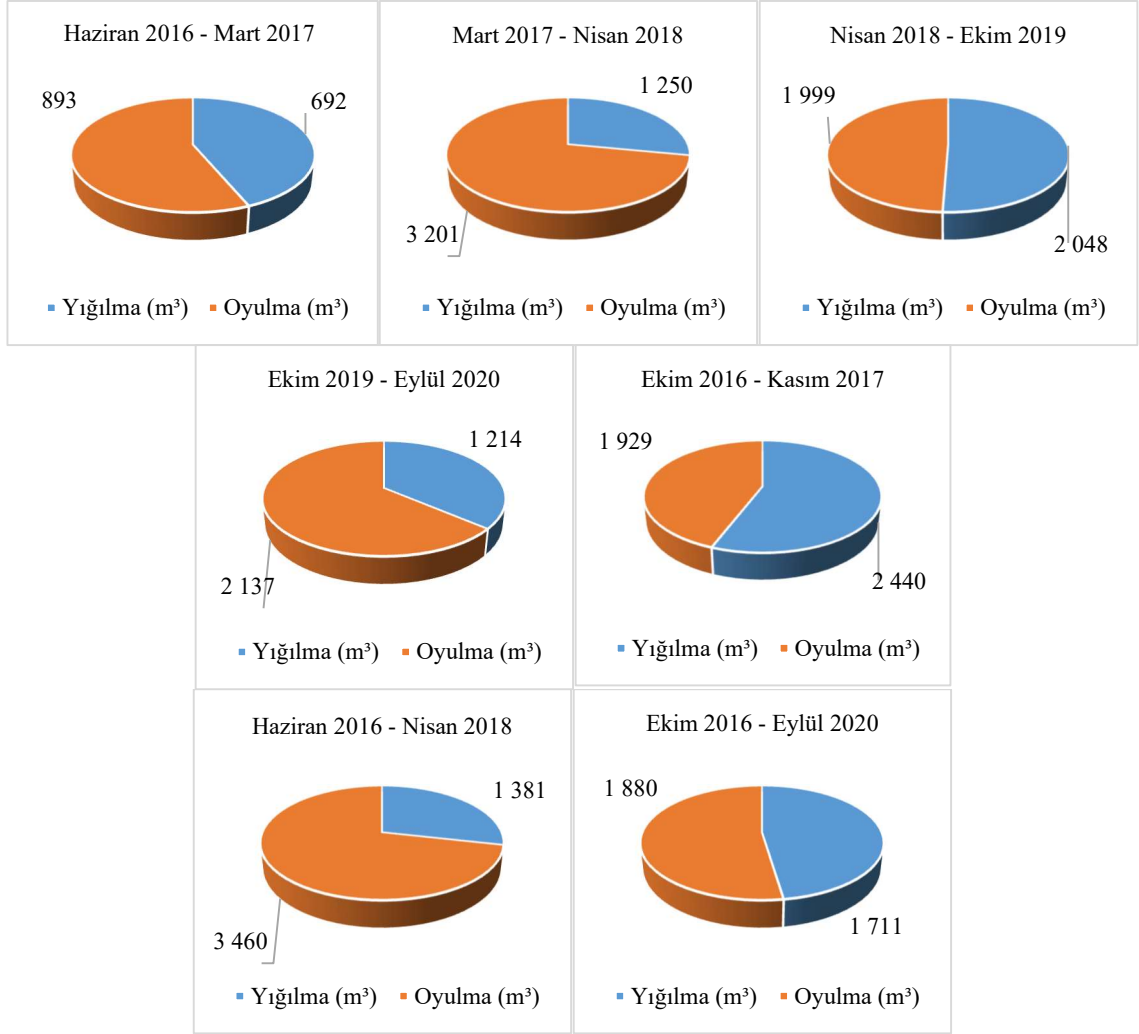 Haziran 2016 - Mart 2017
893
692
Yığılma (m³) Oyulma (m³)
Mart 2017 - Nisan 2018
1 250
3 201
Yığılma (m³) Oyulma (m³)
Nisan 2018 - Ekim 2019
1 999
2 048
Yığılma (m³) Oyulma (m³)
Ekim 2019 - Eylül 2020
1 214
2 137
Yığılma (m³) Oyulma (m³)
Ekim 2016 - Kasım 2017
1 929
2 440
Yığılma (m³) Oyulma (m³)
Haziran 2016 - Nisan 2018
1 381
3 460
Yığılma (m³) Oyulma (m³)
Ekim 2016 - Eylül 2020
1 880
1 711
Yığılma (m³) Oyulma (m³)